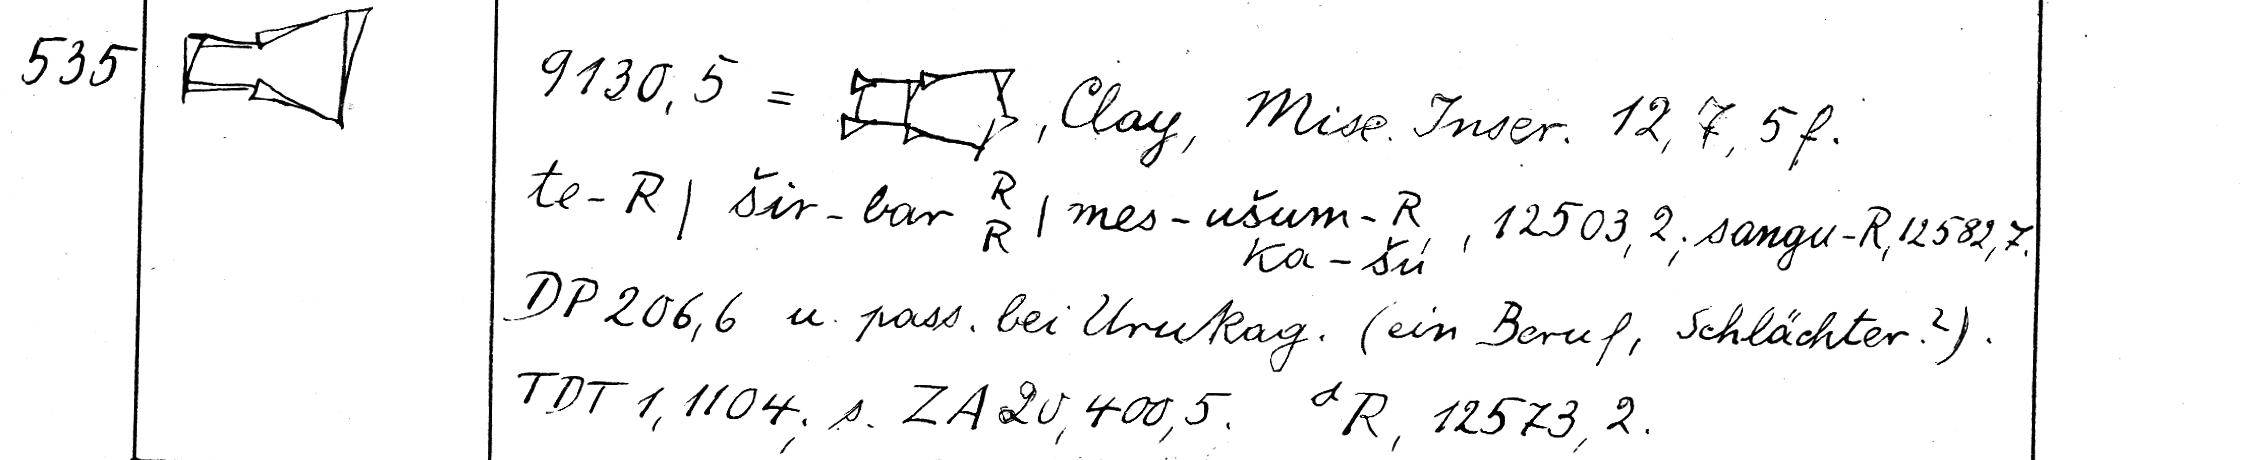 535
9130,5 = , Clay, Misc. Inscr. 12, 7, 5 f.
te-R | šir-bar R R | mes-ušum-R, 12503, 2; sangu-R, 12582, 7.
ka-šú
DP 206, 6 u. pass. bei Urukag. (ein Beruf, Schlächter?).
TDT 1, 1104; s. ZA 20, 400, 5. ᵈR, 12573, 2.